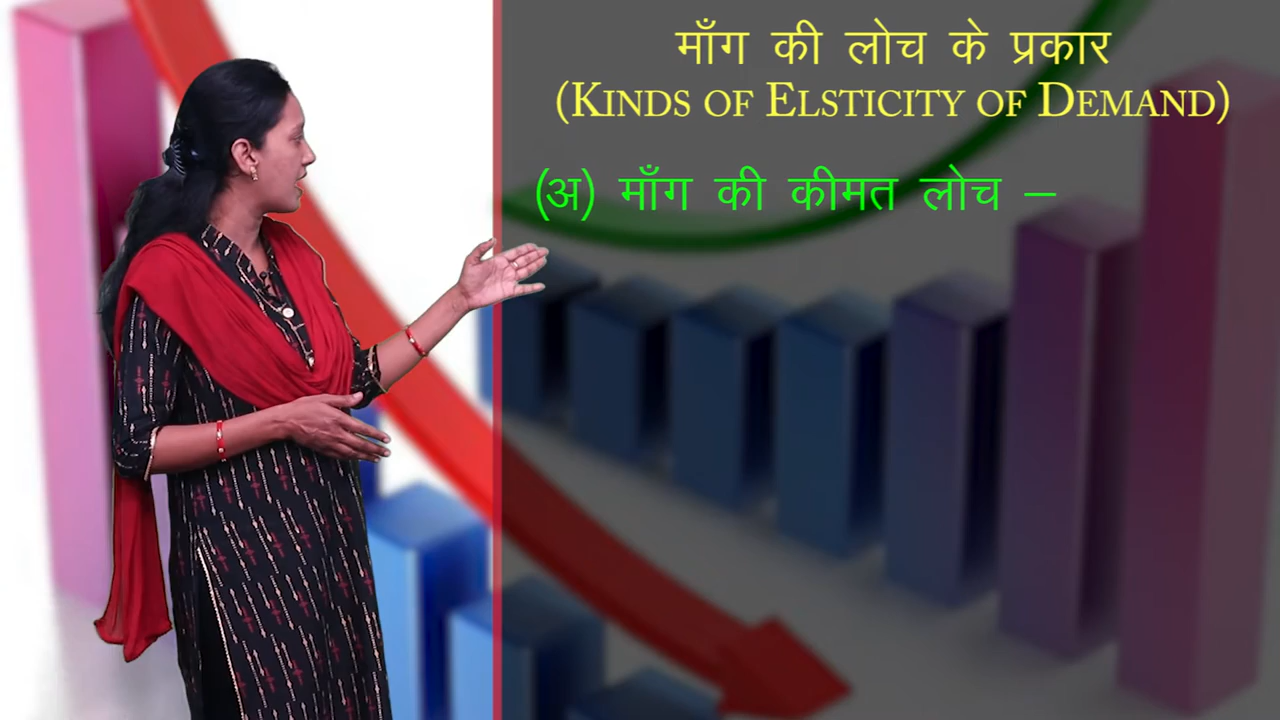 माँग की लोच के प्रकार
(KINDS OF ELSTICITY OF DEMAND)
(अ) माँग की कीमत लोच –